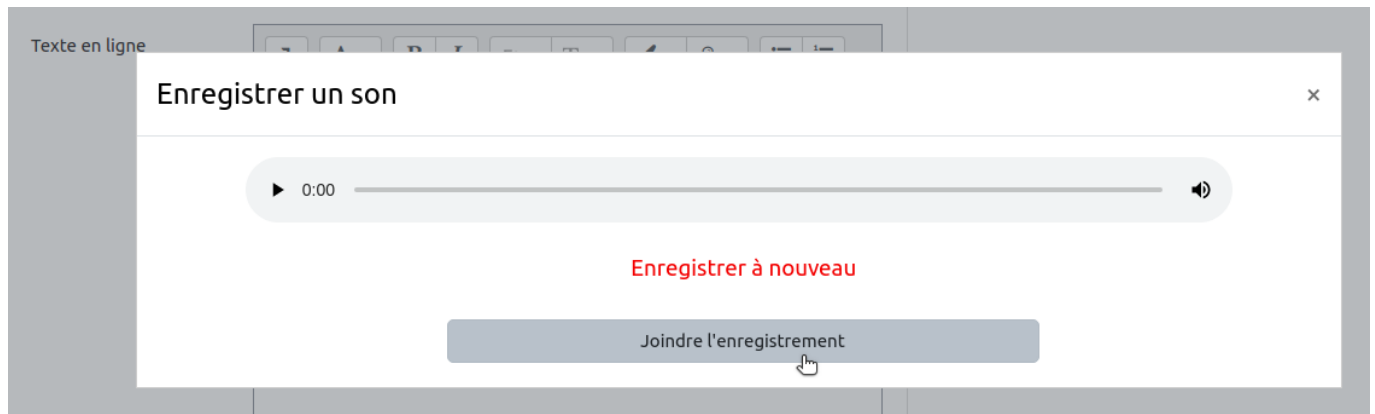 Texte en ligne
Enregistrer un son
×
0:00
Enregistrer à nouveau
Joindre l'enregistrement